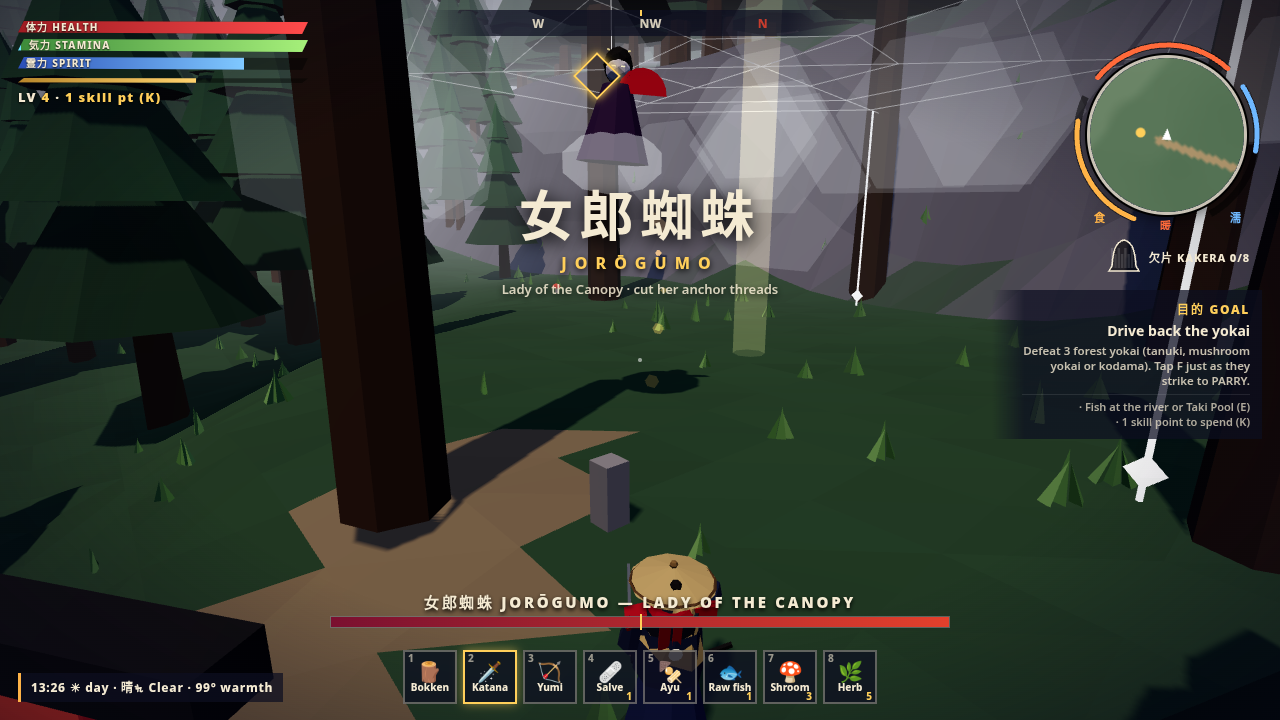 体力 HEALTH
気力 STAMINA
霊力 SPIRIT
LV 4 · 1 skill pt (K)
W NW N
女郎蜘蛛
JORŌGUMO
Lady of the Canopy · cut her anchor threads
食 暖 濡
欠片 KAKERA 0/8
目的 GOAL
Drive back the yokai
Defeat 3 forest yokai (tanuki, mushroom
yokai or kodama). Tap F just as they
strike to PARRY.
· Fish at the river or Taki Pool (E)
· 1 skill point to spend (K)
女郎蜘蛛 JORŌGUMO — LADY OF THE CANOPY
1 Bokken
2 Katana
3 Yumi
4 Salve 1
5 Ayu 1
6 Raw fish 1
7 Shroom 3
8 Herb 5
13:26 ☀ day · 晴れ Clear · 99° warmth